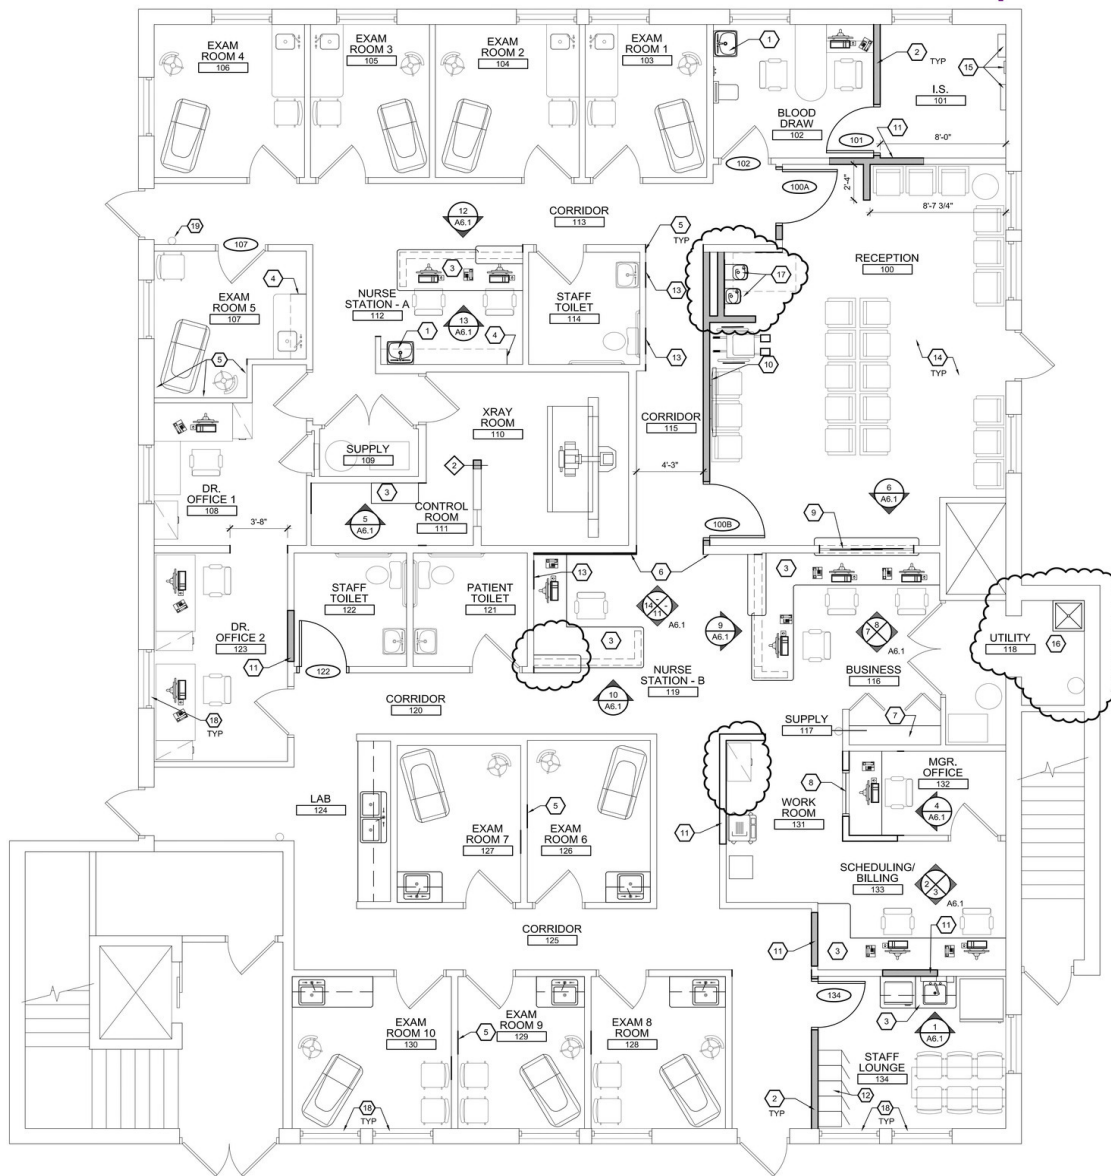 EXAM
ROOM 4
106
EXAM
ROOM 3
105
EXAM
ROOM 2
104
EXAM
ROOM 1
103
1
2
TYP
15
I.S.
101
BLOOD
DRAW
102
101
11
8'-0"
102
100A
2'-4"
8'-7 3/4"
19
107
12
A6.1
CORRIDOR
113
5
TYP
RECEPTION
100
4
3
17
13
EXAM
ROOM 5
107
NURSE
STATION - A
112
13
A6.1
STAFF
TOILET
114
1
4
13
5
10
14
TYP
XRAY
ROOM
110
CORRIDOR
115
SUPPLY
109
2
4'-3"
DR.
OFFICE 1
108
3
CONTROL
ROOM
111
5
A6.1
6
A6.1
3'-8"
100B
9
STAFF
TOILET
122
PATIENT
TOILET
121
13
6
3
14
11
A6.1
9
A6.1
8
7
A6.1
UTILITY
118
16
DR.
OFFICE 2
123
11
122
3
BUSINESS
116
NURSE
STATION - B
119
10
A6.1
CORRIDOR
120
18
TYP
SUPPLY
117
7
MGR.
OFFICE
132
8
4
A6.1
LAB
124
5
11
WORK
ROOM
131
EXAM
ROOM 7
127
EXAM
ROOM 6
126
SCHEDULING/
BILLING
133
2
3
A6.1
CORRIDOR
125
11
3
11
134
3
EXAM
ROOM 10
130
5
EXAM
ROOM 9
129
EXAM 8
ROOM
128
1
A6.1
STAFF
LOUNGE
134
12
18
TYP
2
TYP
18
TYP